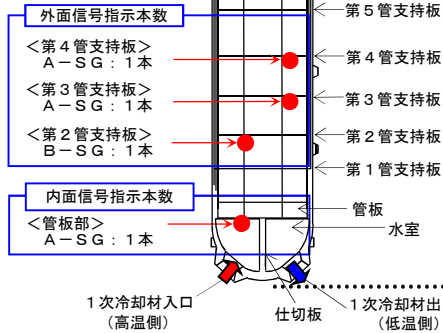 外面信号指示本数
＜第４管支持板＞
Ａ－ＳＧ：１本
＜第３管支持板＞
Ａ－ＳＧ：１本
＜第２管支持板＞
Ｂ－ＳＧ：１本
内面信号指示本数
＜管板部＞
Ａ－ＳＧ：１本
第５管支持板
第４管支持板
第３管支持板
第２管支持板
第１管支持板
管板
水室
１次冷却材入口
（高温側）
仕切板
１次冷却材出
（低温側）